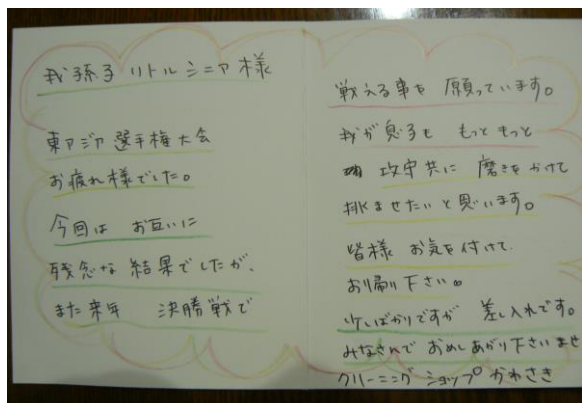 我孫子 リトルシニア様
東アジア選手権大会
お疲れ様でした。
今回は お互いに
残念な結果でしたが、
また来年 決勝戦で
戦える事を 願っています。
我が息子も もっともっと
攻守共に 磨きをかけて
挑ませたいと思います。
皆様 お気を付けて、
お帰り下さい。
少しばかりですが 差し入れです。
みなさんで おめしあがり下さいませ
クリーニング ショップ かわさき